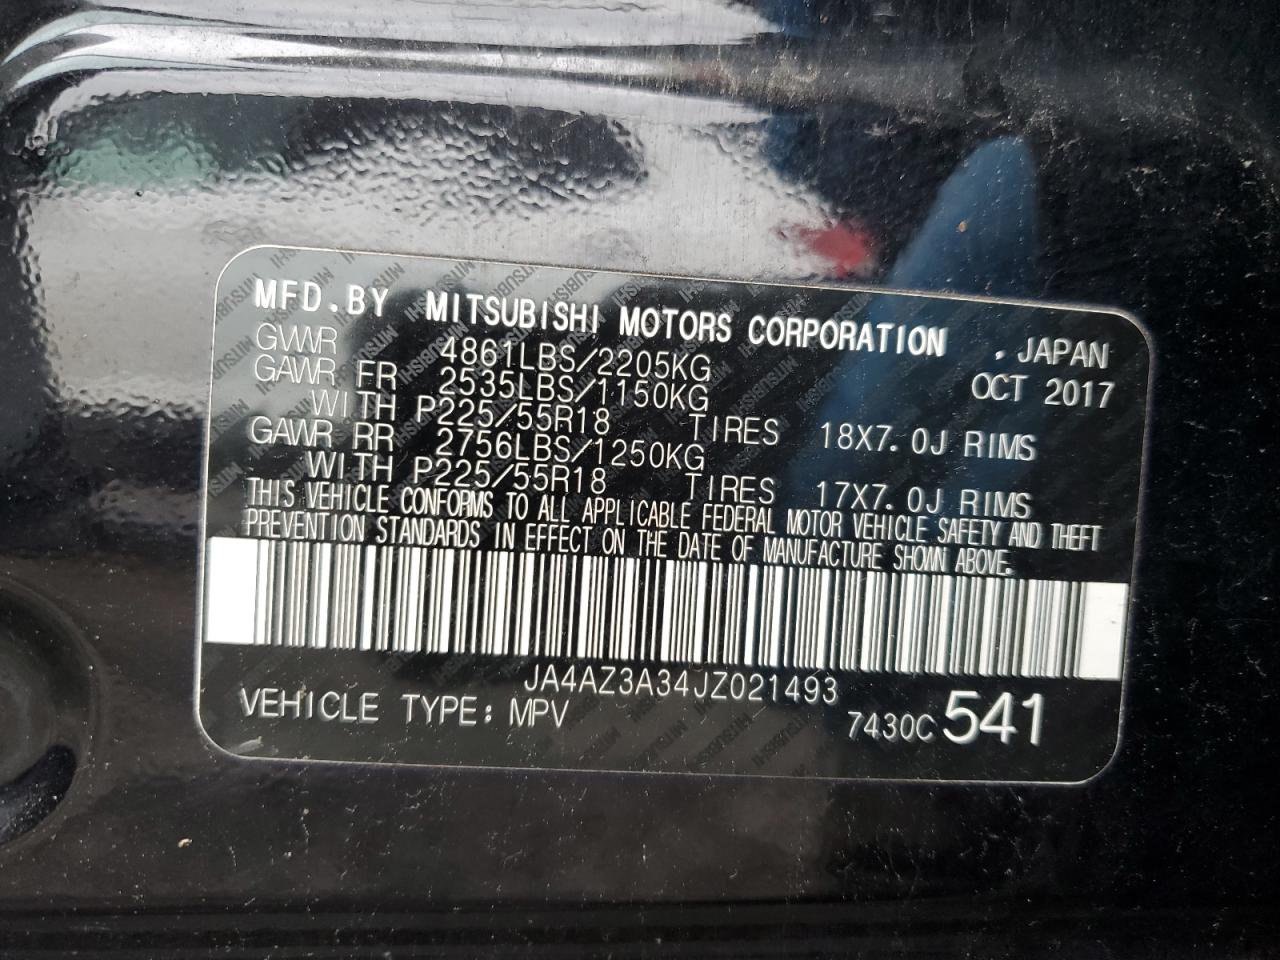 MFD.BY MITSUBISHI MOTORS CORPORATION . JAPAN
GVWR 4861LBS/2205KG OCT 2017
GAWR FR 2535LBS/1150KG
WITH P225/55R18 TIRES 18X7.0J RIMS
GAWR RR 2756LBS/1250KG
WITH P225/55R18 TIRES 17X7.0J RIMS
THIS VEHICLE CONFORMS TO ALL APPLICABLE FEDERAL MOTOR VEHICLE SAFETY AND THEFT
PREVENTION STANDARDS IN EFFECT ON THE DATE OF MANUFACTURE SHOWN ABOVE.
JA4AZ3A34JZ021493
VEHICLE TYPE: MPV 7430C 541